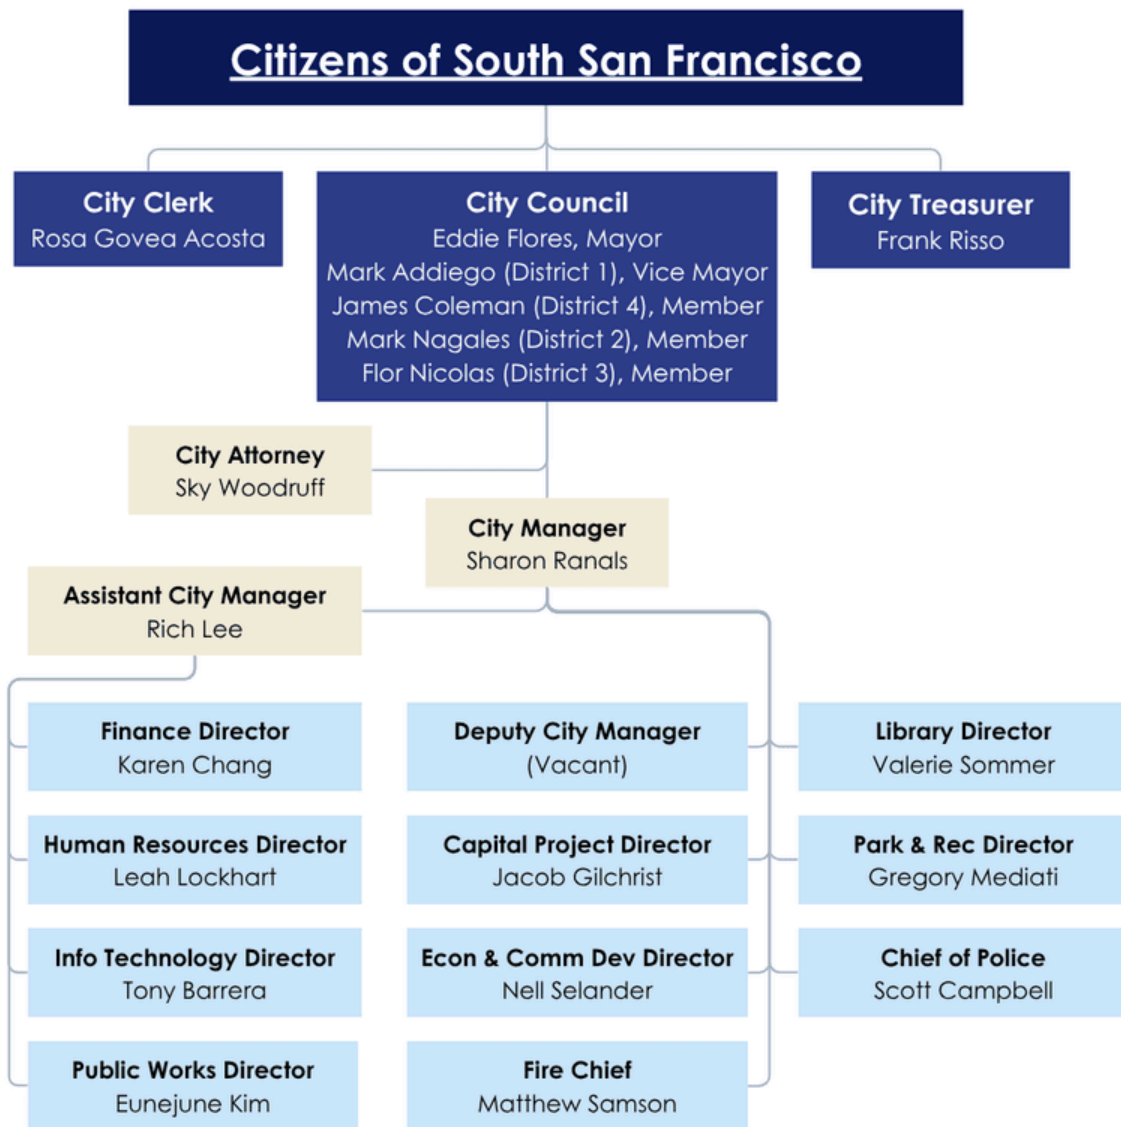 Citizens of South San Francisco
City Clerk
Rosa Govea Acosta
City Council
Eddie Flores, Mayor
Mark Addiego (District 1), Vice Mayor
James Coleman (District 4), Member
Mark Nagales (District 2), Member
Flor Nicolas (District 3), Member
City Treasurer
Frank Risso
City Attorney
Sky Woodruff
City Manager
Sharon Ranals
Assistant City Manager
Rich Lee
Finance Director
Karen Chang
Deputy City Manager
(Vacant)
Library Director
Valerie Sommer
Human Resources Director
Leah Lockhart
Capital Project Director
Jacob Gilchrist
Park & Rec Director
Gregory Mediati
Info Technology Director
Tony Barrera
Econ & Comm Dev Director
Nell Selander
Chief of Police
Scott Campbell
Public Works Director
Eunejune Kim
Fire Chief
Matthew Samson